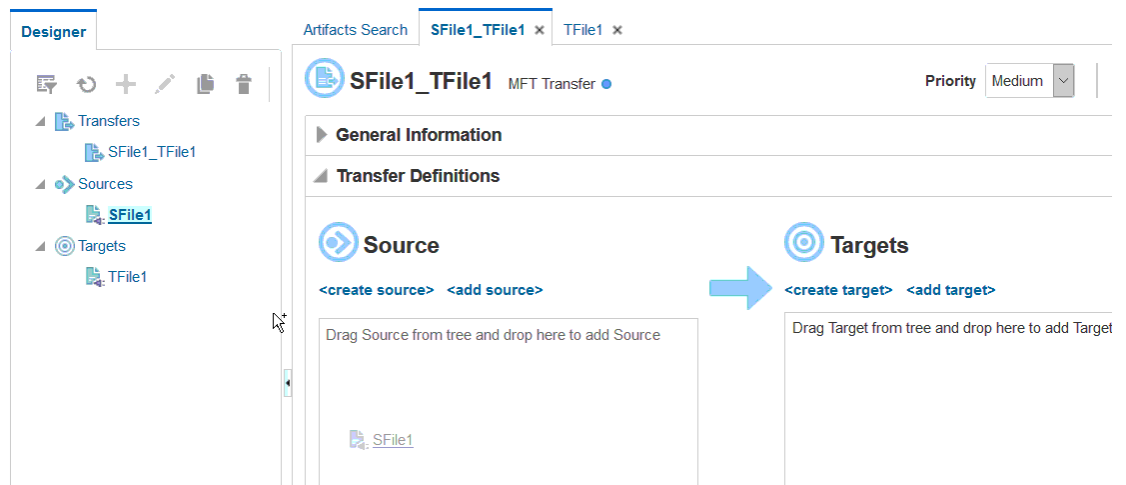 Designer
Artifacts Search SFile1_TFile1 × TFile1 ×
SFile1_TFile1 MFT Transfer Priority Medium
Transfers
SFile1_TFile1
Sources
SFile1
Targets
TFile1
General Information
Transfer Definitions
Source
<create source> <add source>
Drag Source from tree and drop here to add Source
SFile1
Targets
<create target> <add target>
Drag Target from tree and drop here to add Target